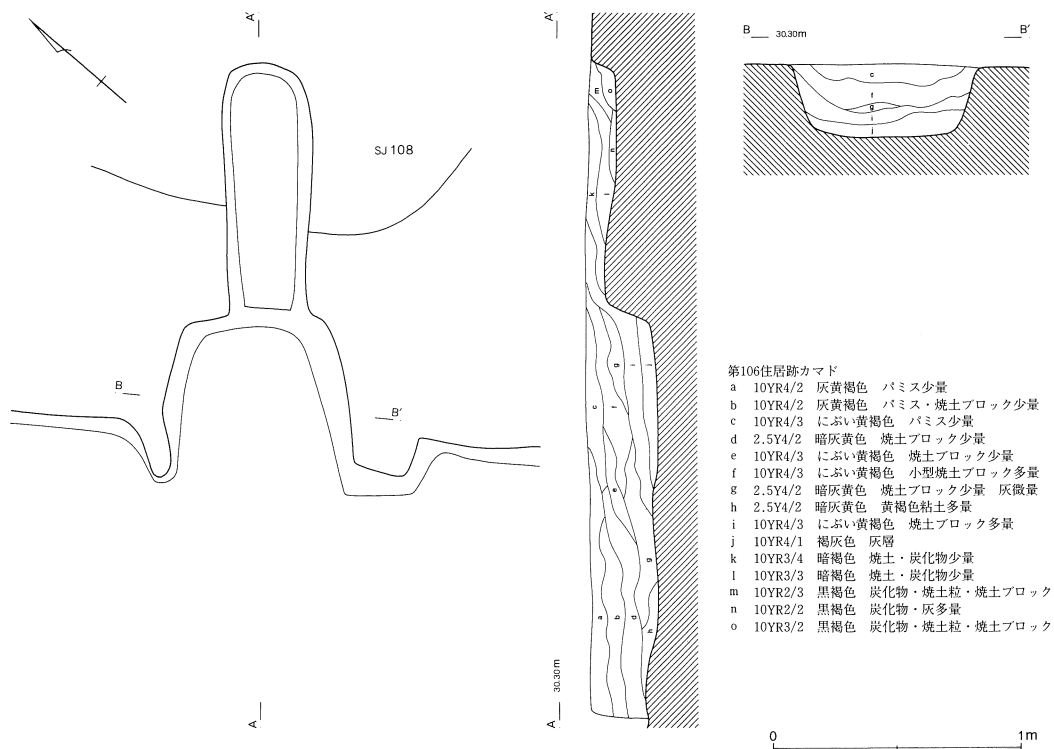 A′
A′
B 30.30m B′
SJ 108
m o
n
k l
c
f
g
i
j
g i j
c f
e
g
a b d h
B B′
A
A 30.30m
第106住居跡カマド
a 10YR4/2 灰黄褐色 パミス少量
b 10YR4/2 灰黄褐色 パミス・焼土ブロック少量
c 10YR4/3 にぶい黄褐色 パミス少量
d 2.5Y4/2 暗灰黄色 焼土ブロック少量
e 10YR4/3 にぶい黄褐色 焼土ブロック少量
f 10YR4/3 にぶい黄褐色 小型焼土ブロック多量
g 2.5Y4/2 暗灰黄色 焼土ブロック少量 灰微量
h 2.5Y4/2 暗灰黄色 黄褐色粘土多量
i 10YR4/3 にぶい黄褐色 焼土ブロック多量
j 10YR4/1 褐灰色 灰層
k 10YR3/4 暗褐色 焼土・炭化物少量
l 10YR3/3 暗褐色 焼土・炭化物少量
m 10YR2/3 黒褐色 炭化物・焼土粒・焼土ブロック
n 10YR2/2 黒褐色 炭化物・灰多量
o 10YR3/2 黒褐色 炭化物・焼土粒・焼土ブロック
0 1m